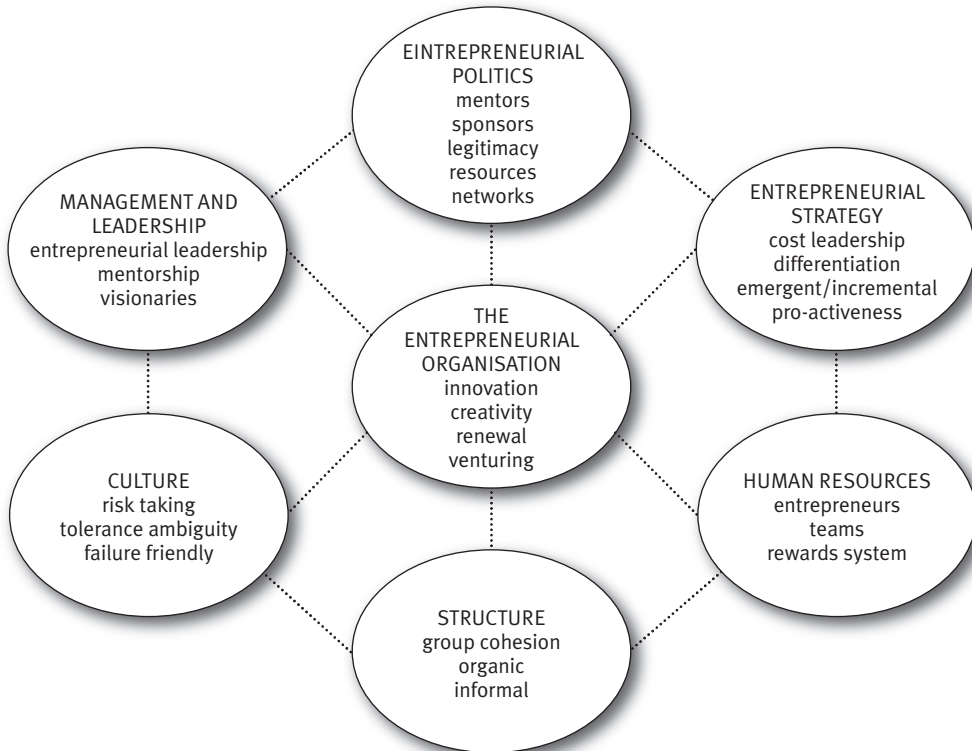 EINTREPRENEURIAL
POLITICS
mentors
sponsors
legitimacy
resources
networks
MANAGEMENT AND
LEADERSHIP
entrepreneurial leadership
mentorship
visionaries
ENTREPRENEURIAL
STRATEGY
cost leadership
differentiation
emergent/incremental
pro-activeness
THE
ENTREPRENEURIAL
ORGANISATION
innovation
creativity
renewal
venturing
CULTURE
risk taking
tolerance ambiguity
failure friendly
HUMAN RESOURCES
entrepreneurs
teams
rewards system
STRUCTURE
group cohesion
organic
informal